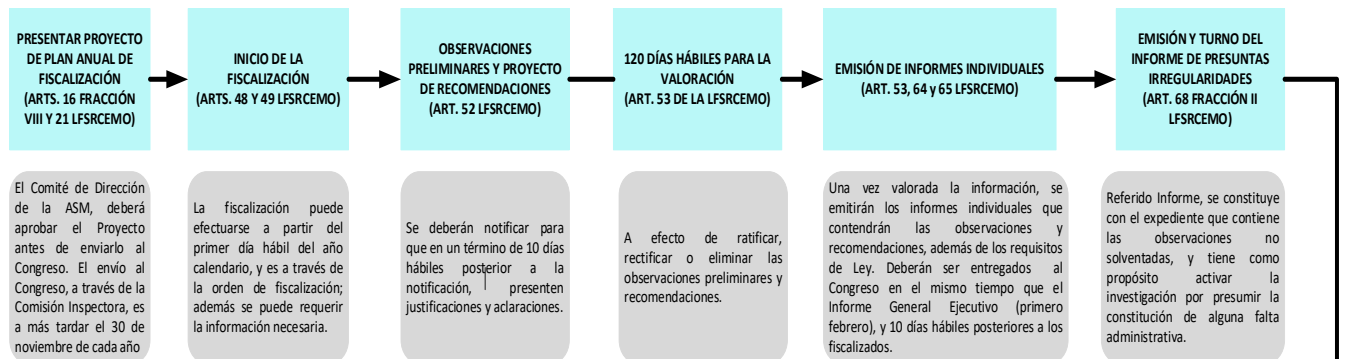 PRESENTAR PROYECTO
DE PLAN ANUAL DE
FISCALIZACIÓN
(ARTS. 16 FRACCIÓN
VIII Y 21 LFSRCEMO)
INICIO DE LA
FISCALIZACIÓN
(ARTS. 48 Y 49 LFSRCEMO)
OBSERVACIONES
PRELIMINARES Y PROYECTO
DE RECOMENDACIONES
(ART. 52 LFSRCEMO)
120 DÍAS HÁBILES PARA LA
VALORACIÓN
(ART. 53 DE LA LFSRCEMO)
EMISIÓN DE INFORMES INDIVIDUALES
(ART. 53, 64 y 65 LFSRCEMO)
EMISIÓN Y TURNO DEL
INFORME DE PRESUNTAS
IRREGULARIDADES
(ART. 68 FRACCIÓN II
LFSRCEMO)
El Comité de Dirección
de la ASM, deberá
aprobar el Proyecto
antes de enviarlo al
Congreso. El envío al
Congreso, a través de la
Comisión Inspectora, es
a más tardar el 30 de
noviembre de cada año
La fiscalización puede
efectuarse a partir del
primer día hábil del año
calendario, y es a través de
la orden de fiscalización;
además se puede requerir
la información necesaria.
Se deberán notificar para
que en un término de 10 días
hábiles posterior a la
notificación, presenten
justificaciones y aclaraciones.
A efecto de ratificar,
rectificar o eliminar las
observaciones preliminares y
recomendaciones.
Una vez valorada la información, se
emitirán los informes individuales que
contendrán las observaciones y
recomendaciones, además de los requisitos
de Ley. Deberán ser entregados al
Congreso en el mismo tiempo que el
Informe General Ejecutivo (primero
febrero), y 10 días hábiles posteriores a los
fiscalizados.
Referido Informe, se constituye
con el expediente que contiene
las observaciones no
solventadas, y tiene como
propósito activar la
investigación por presumir la
constitución de alguna falta
administrativa.